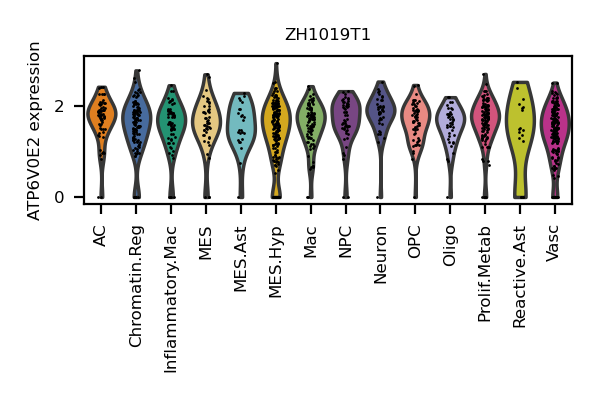 ZH1019T1
ATP6V0E2 expression
2
0
AC
Chromatin.Reg
Inflammatory.Mac
MES
MES.Ast
MES.Hyp
Mac
NPC
Neuron
OPC
Oligo
Prolif.Metab
Reactive.Ast
Vasc